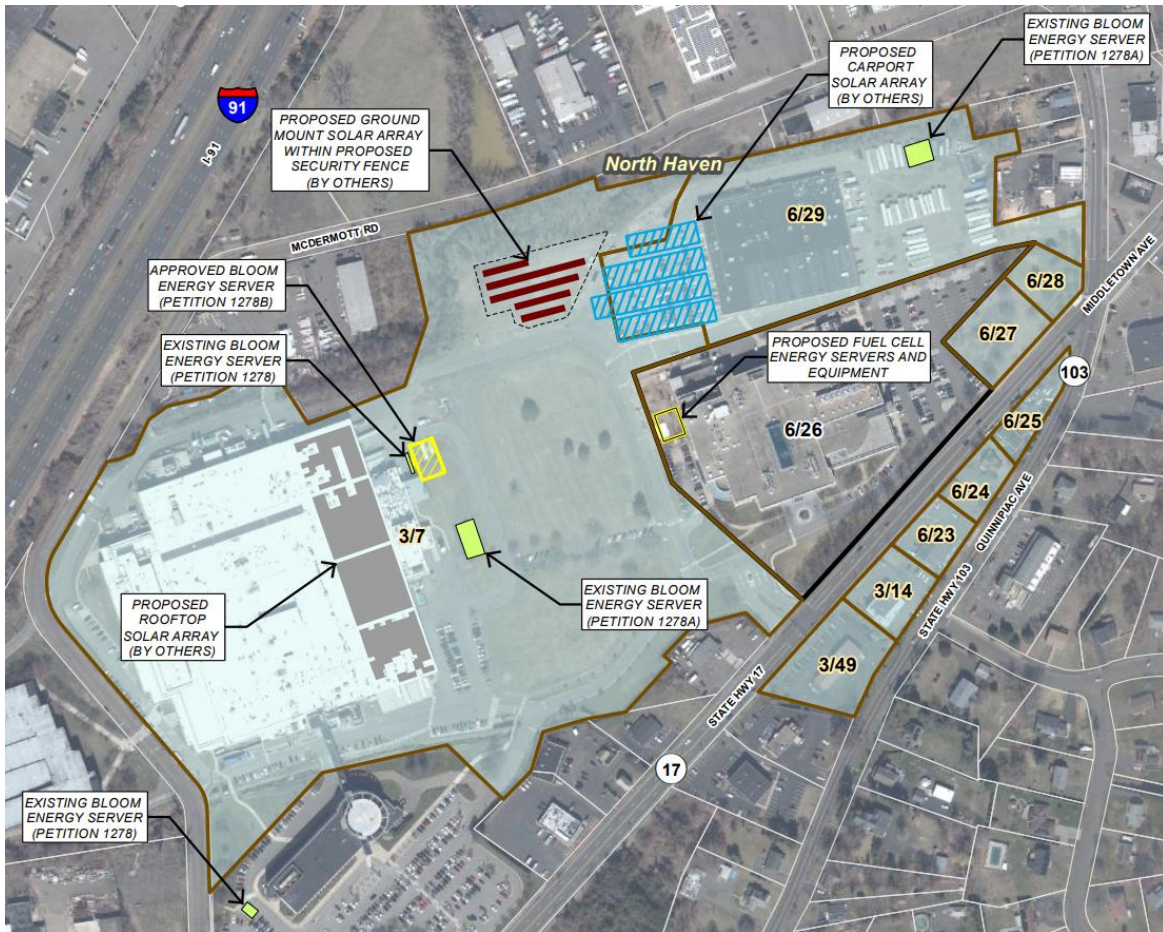 EXISTING BLOOM
ENERGY SERVER
(PETITION 1278A)
PROPOSED
CARPORT
SOLAR ARRAY
(BY OTHERS)
91
I-91
PROPOSED GROUND
MOUNT SOLAR ARRAY
WITHIN PROPOSED
SECURITY FENCE
(BY OTHERS)
North Haven
6/29
MCDERMOTT RD
APPROVED BLOOM
ENERGY SERVER
(PETITION 1278B)
6/28
MIDDLETOWN AVE
EXISTING BLOOM
ENERGY SERVER
(PETITION 1278)
6/27
PROPOSED FUEL CELL
ENERGY SERVERS AND
EQUIPMENT
103
6/25
6/26
6/24
6/23
QUINNIPIAC AVE
3/7
3/14
STATE HWY 103
EXISTING BLOOM
ENERGY SERVER
(PETITION 1278A)
PROPOSED
ROOFTOP
SOLAR ARRAY
(BY OTHERS)
3/49
STATE HWY 17
17
EXISTING BLOOM
ENERGY SERVER
(PETITION 1278)